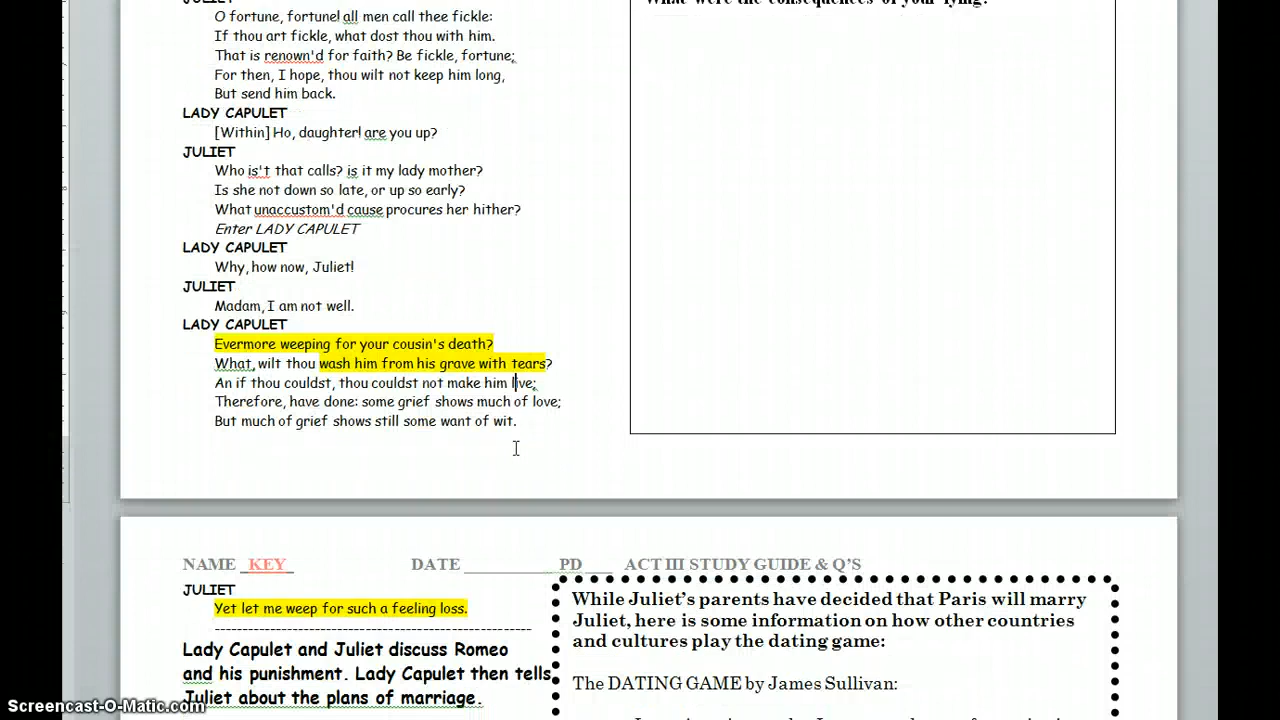 JULIET
O fortune, fortune! all men call thee fickle:
If thou art fickle, what dost thou with him.
That is renown'd for faith? Be fickle, fortune;
For then, I hope, thou wilt not keep him long,
But send him back.
LADY CAPULET
[Within] Ho, daughter! are you up?
JULIET
Who is't that calls? is it my lady mother?
Is she not down so late, or up so early?
What unaccustom'd cause procures her hither?
Enter LADY CAPULET
LADY CAPULET
Why, how now, Juliet!
JULIET
Madam, I am not well.
LADY CAPULET
Evermore weeping for your cousin's death?
What, wilt thou wash him from his grave with tears?
An if thou couldst, thou couldst not make him live;
Therefore, have done: some grief shows much of love;
But much of grief shows still some want of wit.
What were the consequences of your lying?
NAME _KEY_ DATE __________PD___ ACT III STUDY GUIDE & Q'S
JULIET
Yet let me weep for such a feeling loss.
----------------------------------------------------
Lady Capulet and Juliet discuss Romeo
and his punishment. Lady Capulet then tells
Juliet about the plans of marriage.
While Juliet's parents have decided that Paris will marry
Juliet, here is some information on how other countries
and cultures play the dating game:
The DATING GAME by James Sullivan:
Screencast-O-Matic.com